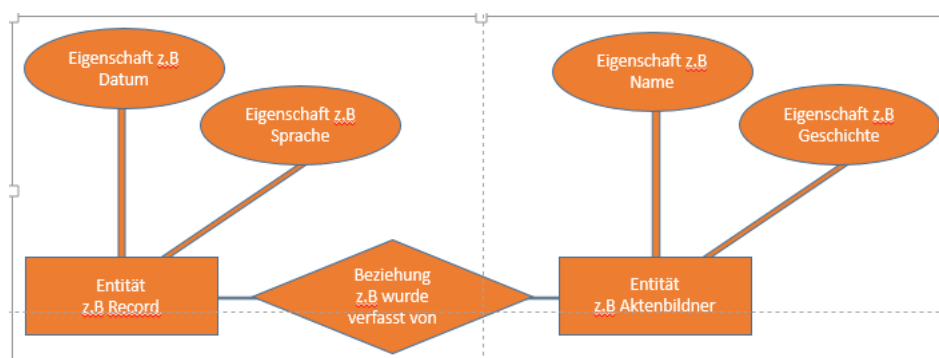 Eigenschaft z.B
Datum
Eigenschaft z.B
Sprache
Eigenschaft z.B
Name
Eigenschaft z.B
Geschichte
Entität
z.B Record
Beziehung
z.B wurde
verfasst von
Entität
z.B Aktenbildner